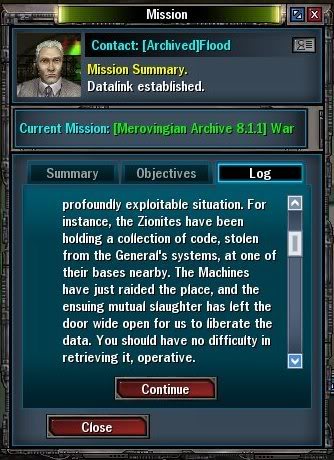 Mission
Contact: [Archived]Flood
Mission Summary.
Datalink established.
Current Mission: [Merovingian Archive 8.1.1] War
Summary
Objectives
Log
profoundly exploitable situation. For
instance, the Zionites have been
holding a collection of code, stolen
from the General's systems, at one of
their bases nearby. The Machines
have just raided the place, and the
ensuing mutual slaughter has left the
door wide open for us to liberate the
data. You should have no difficulty in
retrieving it, operative.
Continue
Close